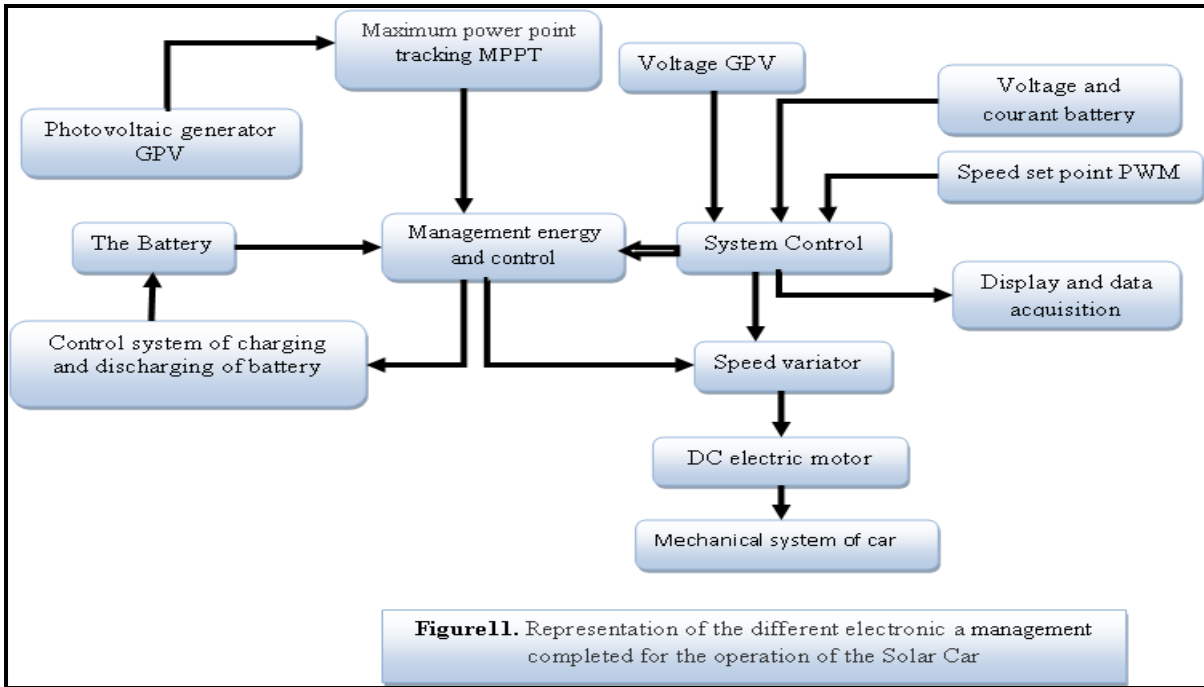 Maximum power point
tracking MPPT
Voltage GPV
Voltage and
courant battery
Photovoltaic generator
GPV
Speed set point PWM
The Battery
Management energy
and control
System Control
Display and data
acquisition
Control system of charging
and discharging of battery
Speed variator
DC electric motor
Mechanical system of car
Figure11. Representation of the different electronic a management
completed for the operation of the Solar Car